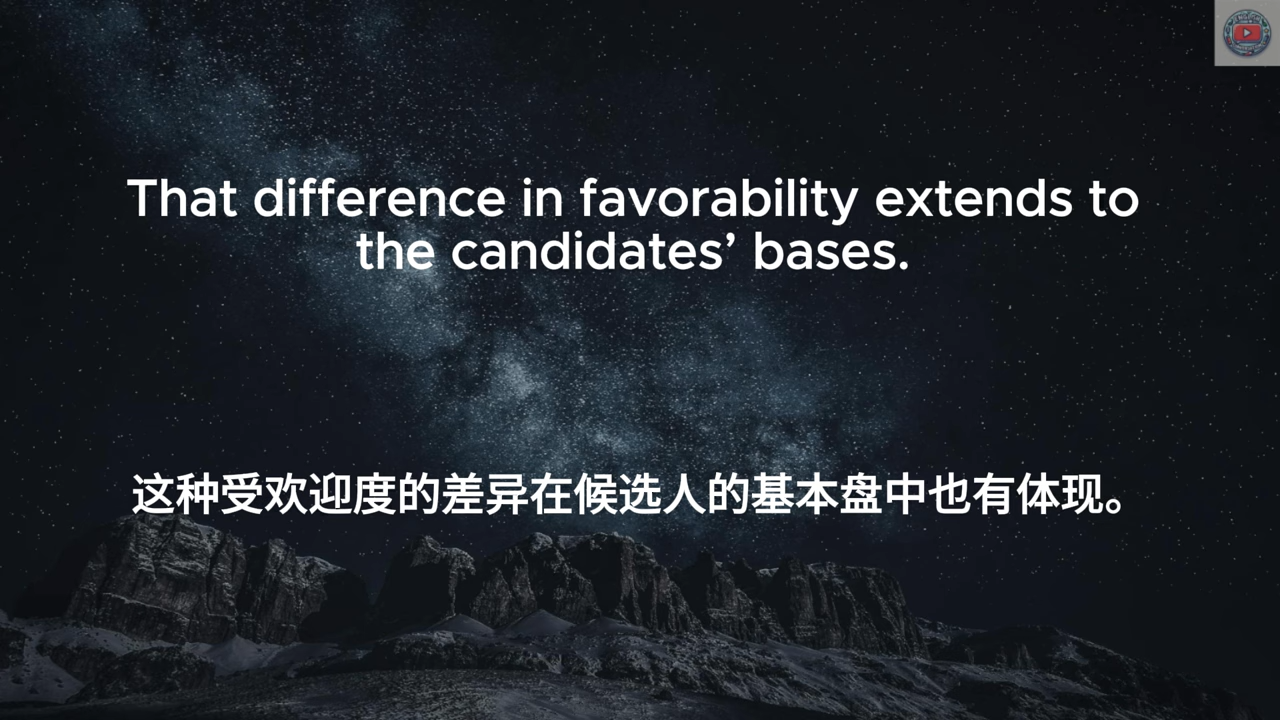 That difference in favorability extends to
the candidates’ bases.
这种受欢迎度的差异在候选人的基本盘中也有体现。